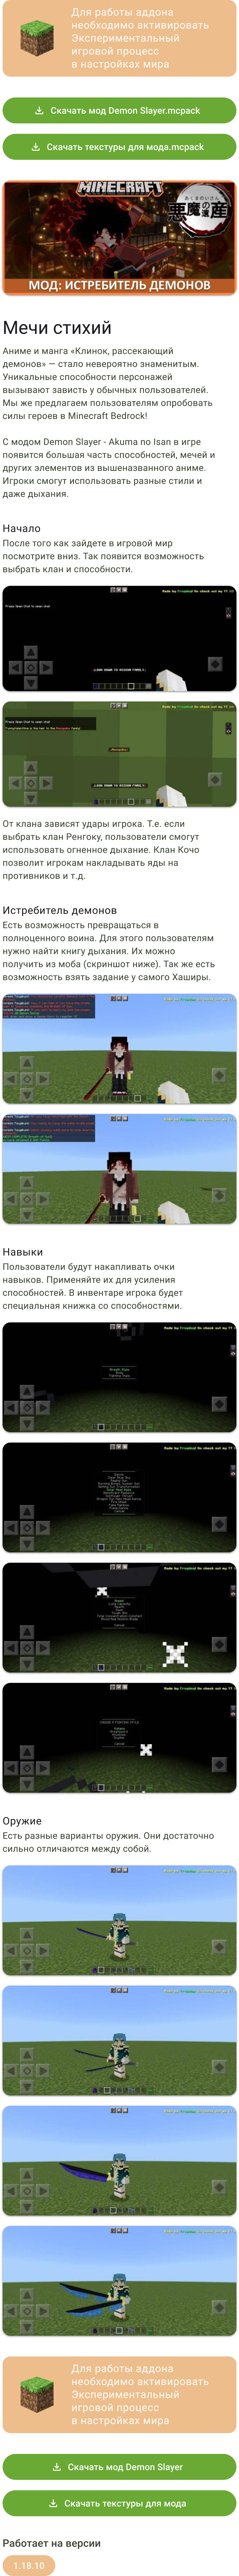 Для работы аддона
необходимо активировать
Экспериментальный
игровой процесс
в настройках мира
Скачать мод Demon Slayer.mcpack
Скачать текстуры для мода.mcpack
MINECRAFT
МОД: ИСТРЕБИТЕЛЬ ДЕМОНОВ
Мечи стихий
Аниме и манга «Клинок, рассекающий
демонов» — стало невероятно знаменитым.
Уникальные способности персонажей
вызывают зависть у обычных пользователей.
Мы же предлагаем пользователям опробовать
силы героев в Minecraft Bedrock!
С модом Demon Slayer - Akuma no Isan в игре
появится большая часть способностей, мечей и
других элементов из вышеназванного аниме.
Игроки смогут использовать разные стили и
даже дыхания.
Начало
После того как зайдете в игровой мир
посмотрите вниз. Так появится возможность
выбрать клан и способности.
От клана зависят удары игрока. Т.е. если
выбрать клан Ренгоку, пользователи смогут
использовать огненное дыхание. Клан Кочо
позволит игрокам накладывать яды на
противников и т.д.
Истребитель демонов
Есть возможность превращаться в
полноценного воина. Для этого пользователям
нужно найти книгу дыхания. Их можно
получить из моба (скриншот ниже). Так же есть
возможность взять задание у самого Хаширы.
Навыки
Пользователи будут накапливать очки
навыков. Применяйте их для усиления
способностей. В инвентаре игрока будет
специальная книжка со способностями.
Оружие
Есть разные варианты оружия. Они достаточно
сильно отличаются между собой.
Для работы аддона
необходимо активировать
Экспериментальный
игровой процесс
в настройках мира
Скачать мод Demon Slayer
Скачать текстуры для мода
Работает на версии
1.18.10